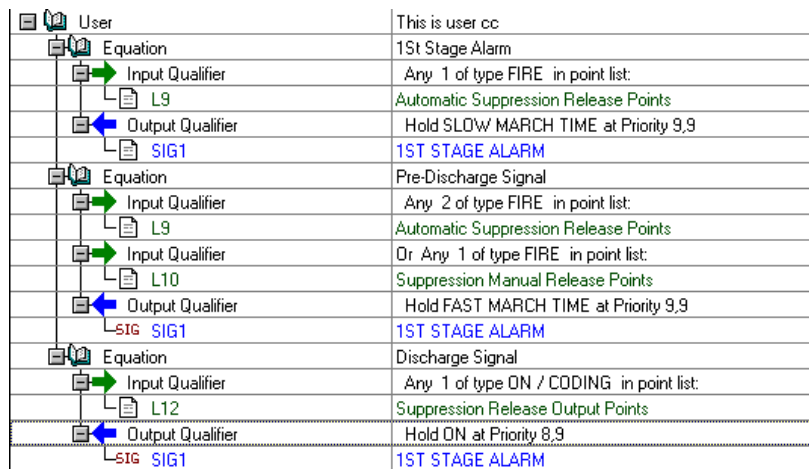 User This is user cc
Equation 1St Stage Alarm
Input Qualifier Any 1 of type FIRE in point list:
L9 Automatic Suppression Release Points
Output Qualifier Hold SLOW MARCH TIME at Priority 9,9
SIG1 1ST STAGE ALARM
Equation Pre-Discharge Signal
Input Qualifier Any 2 of type FIRE in point list:
L9 Automatic Suppression Release Points
Input Qualifier Or Any 1 of type FIRE in point list:
L10 Suppression Manual Release Points
Output Qualifier Hold FAST MARCH TIME at Priority 9,9
SIG SIG1 1ST STAGE ALARM
Equation Discharge Signal
Input Qualifier Any 1 of type ON / CODING in point list:
L12 Suppression Release Output Points
Output Qualifier Hold ON at Priority 8,9
SIG SIG1 1ST STAGE ALARM